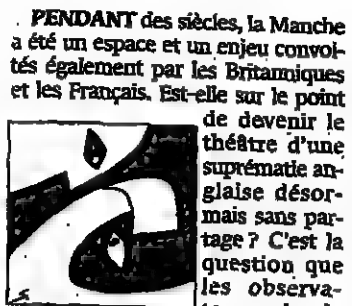 PENDANT des siècles, la Manche
a été un espace et un enjeu convoi-
tés également par les Britanniques
et les Français. Est-elle sur le point
de devenir le
théâtre d'une
suprématie an-
glaise désor-
mais sans par-
tage ? C'est la
question que
les observa-